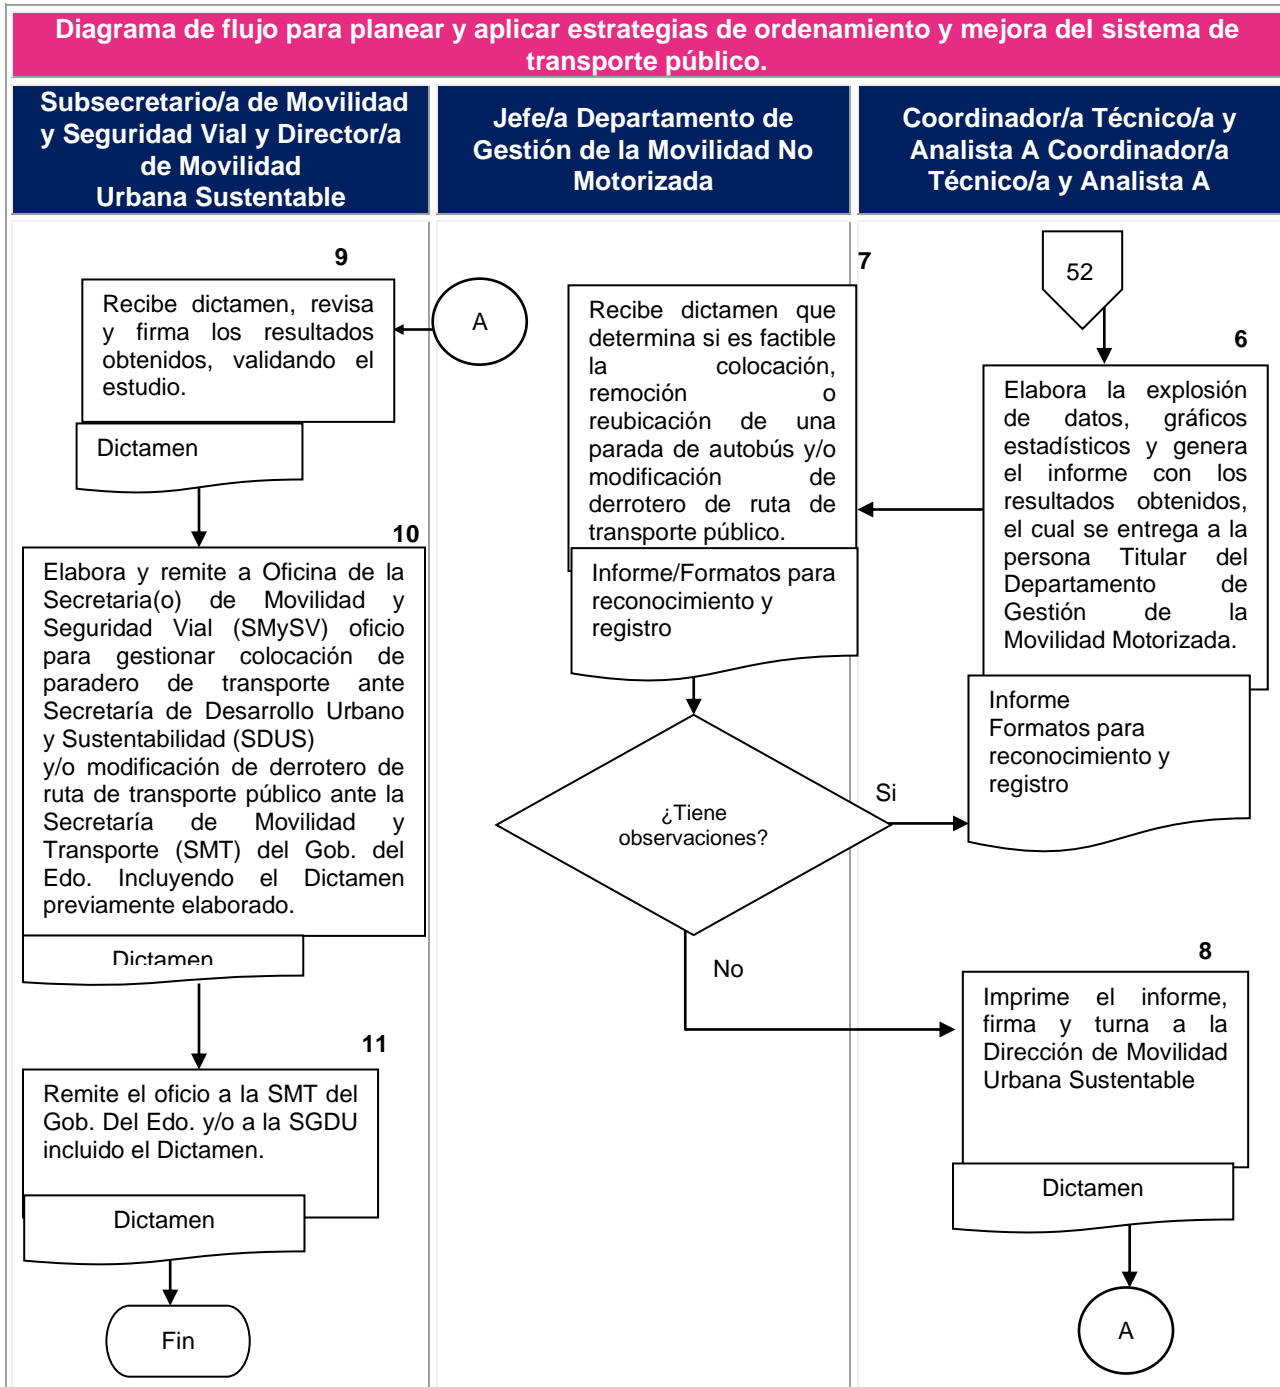 Diagrama de flujo para planear y aplicar estrategias de ordenamiento y mejora del sistema de
transporte público.
Subsecretario/a de Movilidad
y Seguridad Vial y Director/a
de Movilidad
Urbana Sustentable
Jefe/a Departamento de
Gestión de la Movilidad No
Motorizada
Coordinador/a Técnico/a y
Analista A Coordinador/a
Técnico/a y Analista A
9
Recibe dictamen, revisa
y firma los resultados
obtenidos, validando el
estudio.
Dictamen
A
10
Elabora y remite a Oficina de la
Secretaria(o) de Movilidad y
Seguridad Vial (SMySV) oficio
para gestionar colocación de
paradero de transporte ante
Secretaría de Desarrollo Urbano
y Sustentabilidad (SDUS)
y/o modificación de derrotero de
ruta de transporte público ante la
Secretaría de Movilidad y
Transporte (SMT) del Gob. del
Edo. Incluyendo el Dictamen
previamente elaborado.
Dictamen
11
Remite el oficio a la SMT del
Gob. Del Edo. y/o a la SGDU
incluido el Dictamen.
Dictamen
Fin
7
Recibe dictamen que
determina si es factible
la colocación,
remoción o
reubicación de una
parada de autobús y/o
modificación de
derrotero de ruta de
transporte público.
Informe/Formatos para
reconocimiento y
registro
¿Tiene
observaciones?
Si
No
52
6
Elabora la explosión
de datos, gráficos
estadísticos y genera
el informe con los
resultados obtenidos,
el cual se entrega a la
persona Titular del
Departamento de
Gestión de la
Movilidad Motorizada.
Informe
Formatos para
reconocimiento y
registro
8
Imprime el informe,
firma y turna a la
Dirección de Movilidad
Urbana Sustentable
Dictamen
A